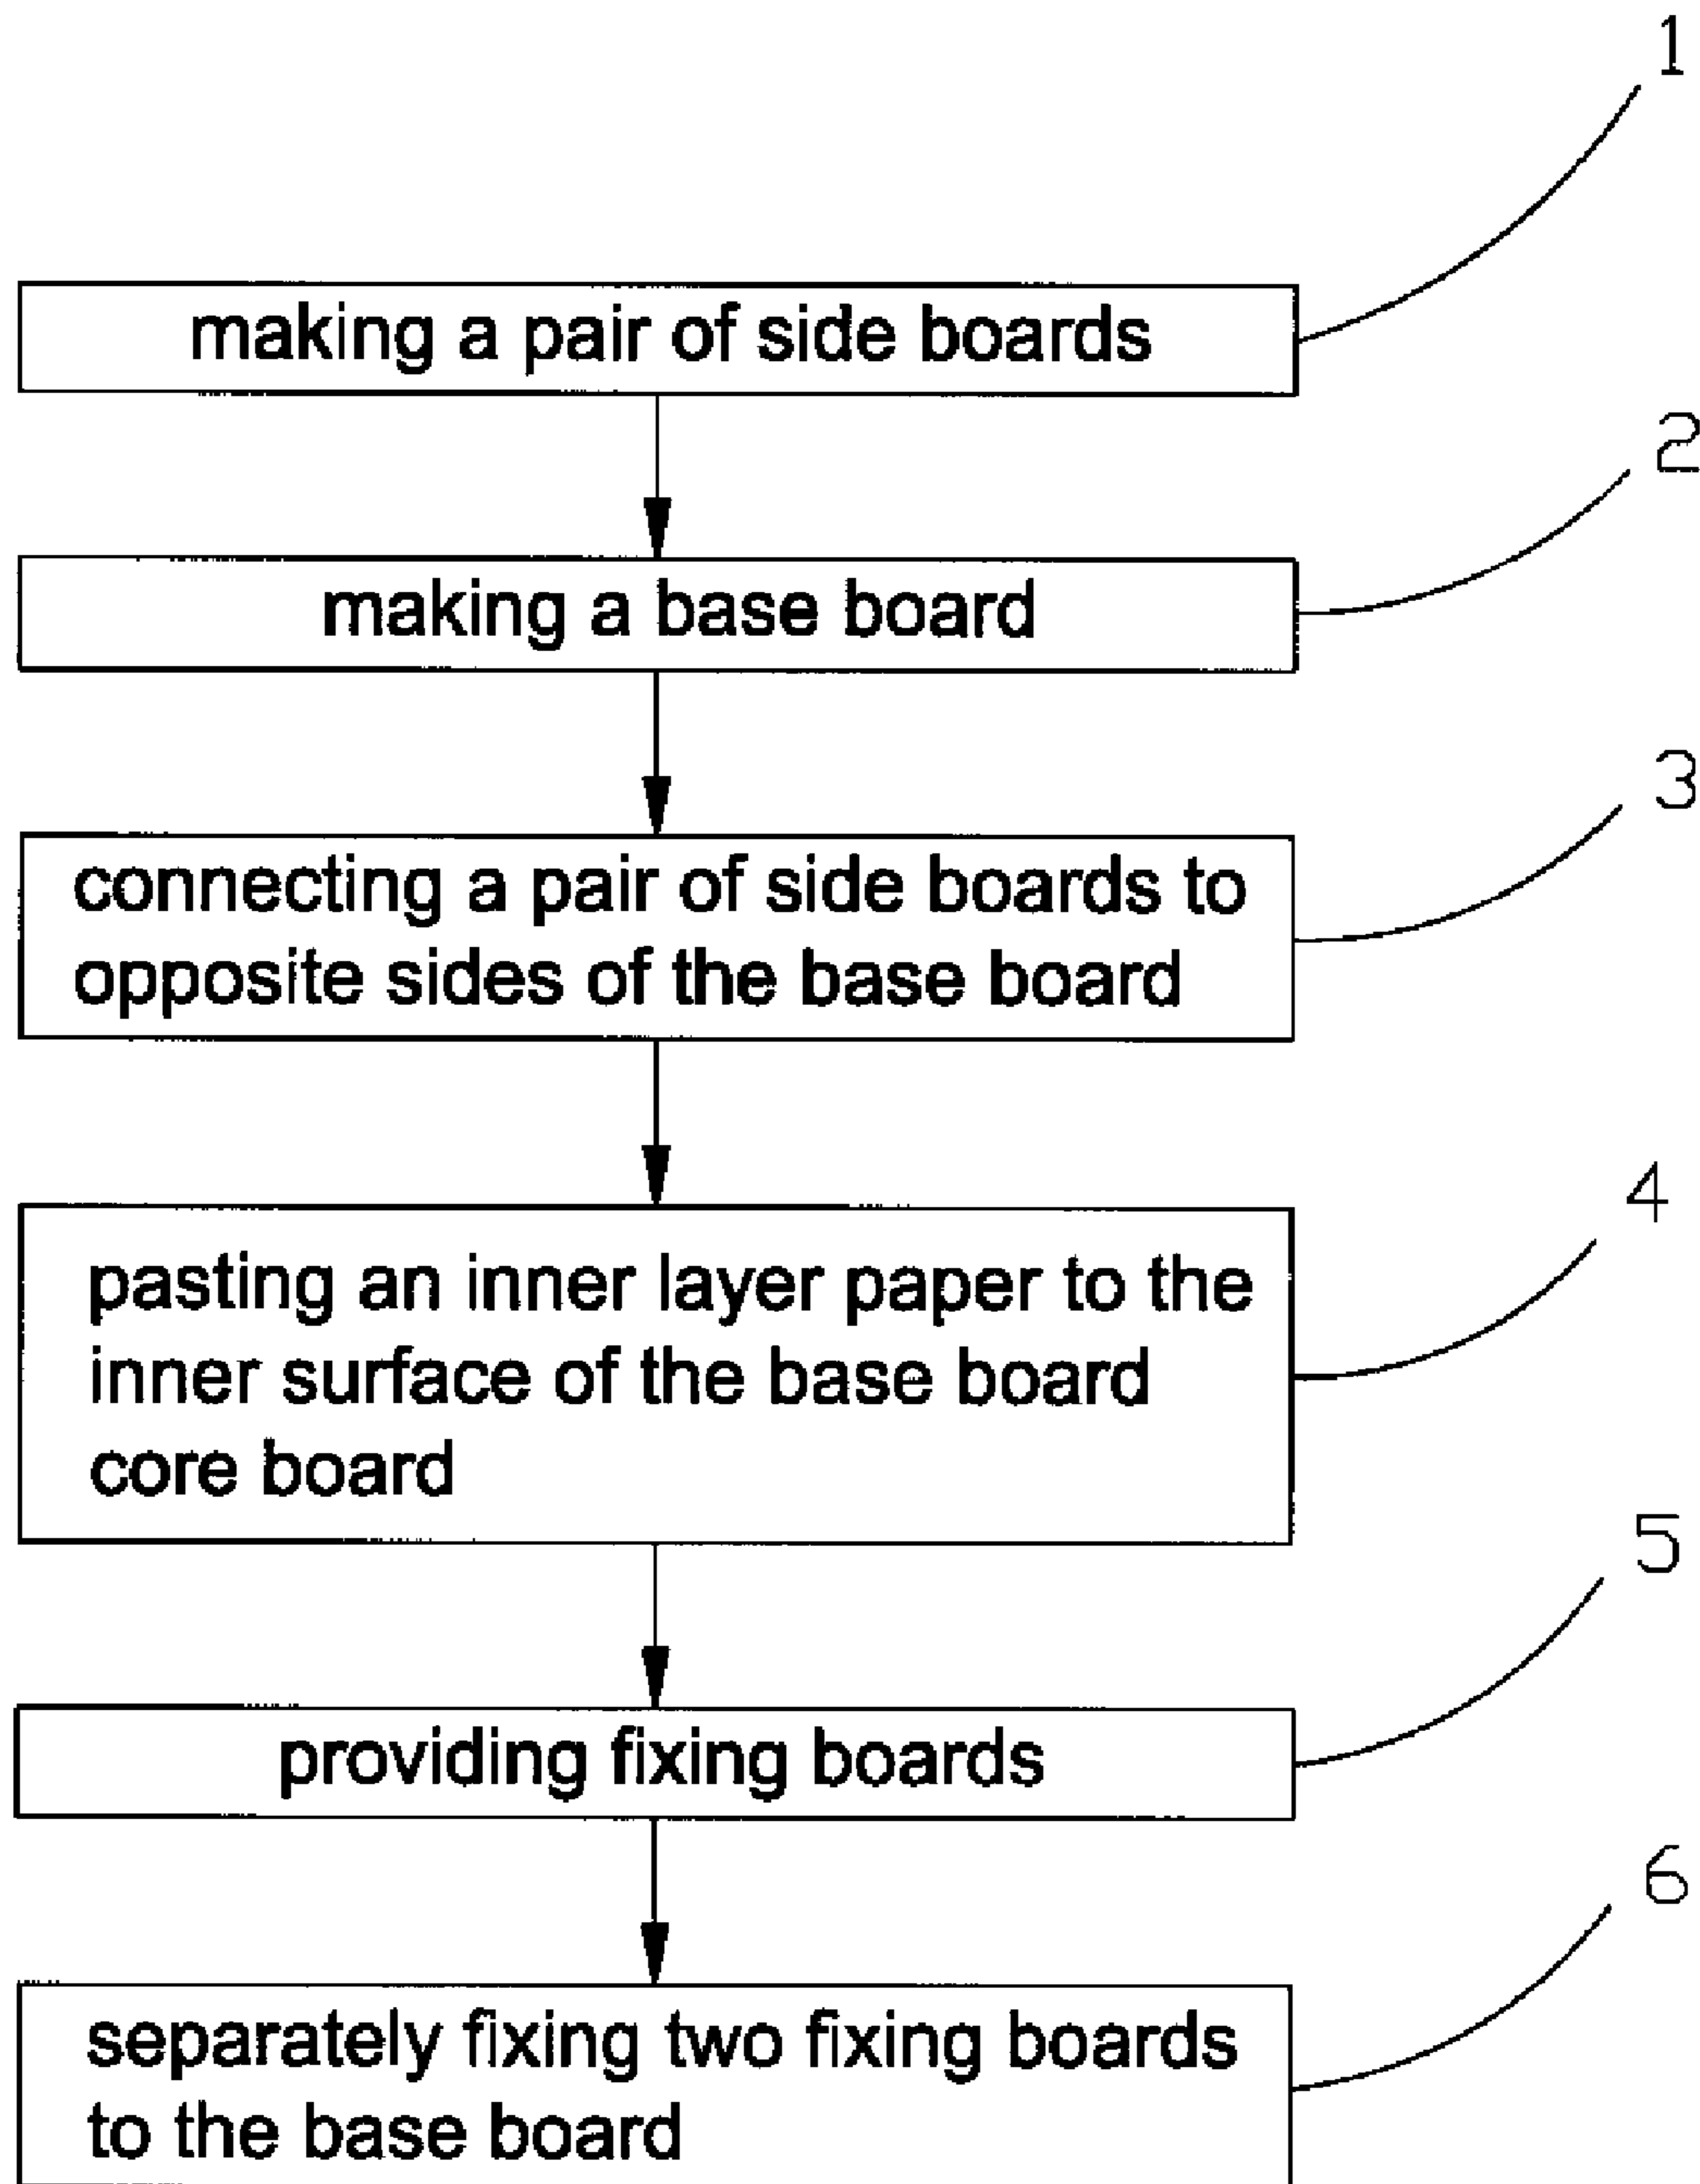 1
making a pair of side boards
2
making a base board
3
connecting a pair of side boards to
opposite sides of the base board
4
pasting an inner layer paper to the
inner surface of the base board
core board
5
providing fixing boards
6
separately fixing two fixing boards
to the base board